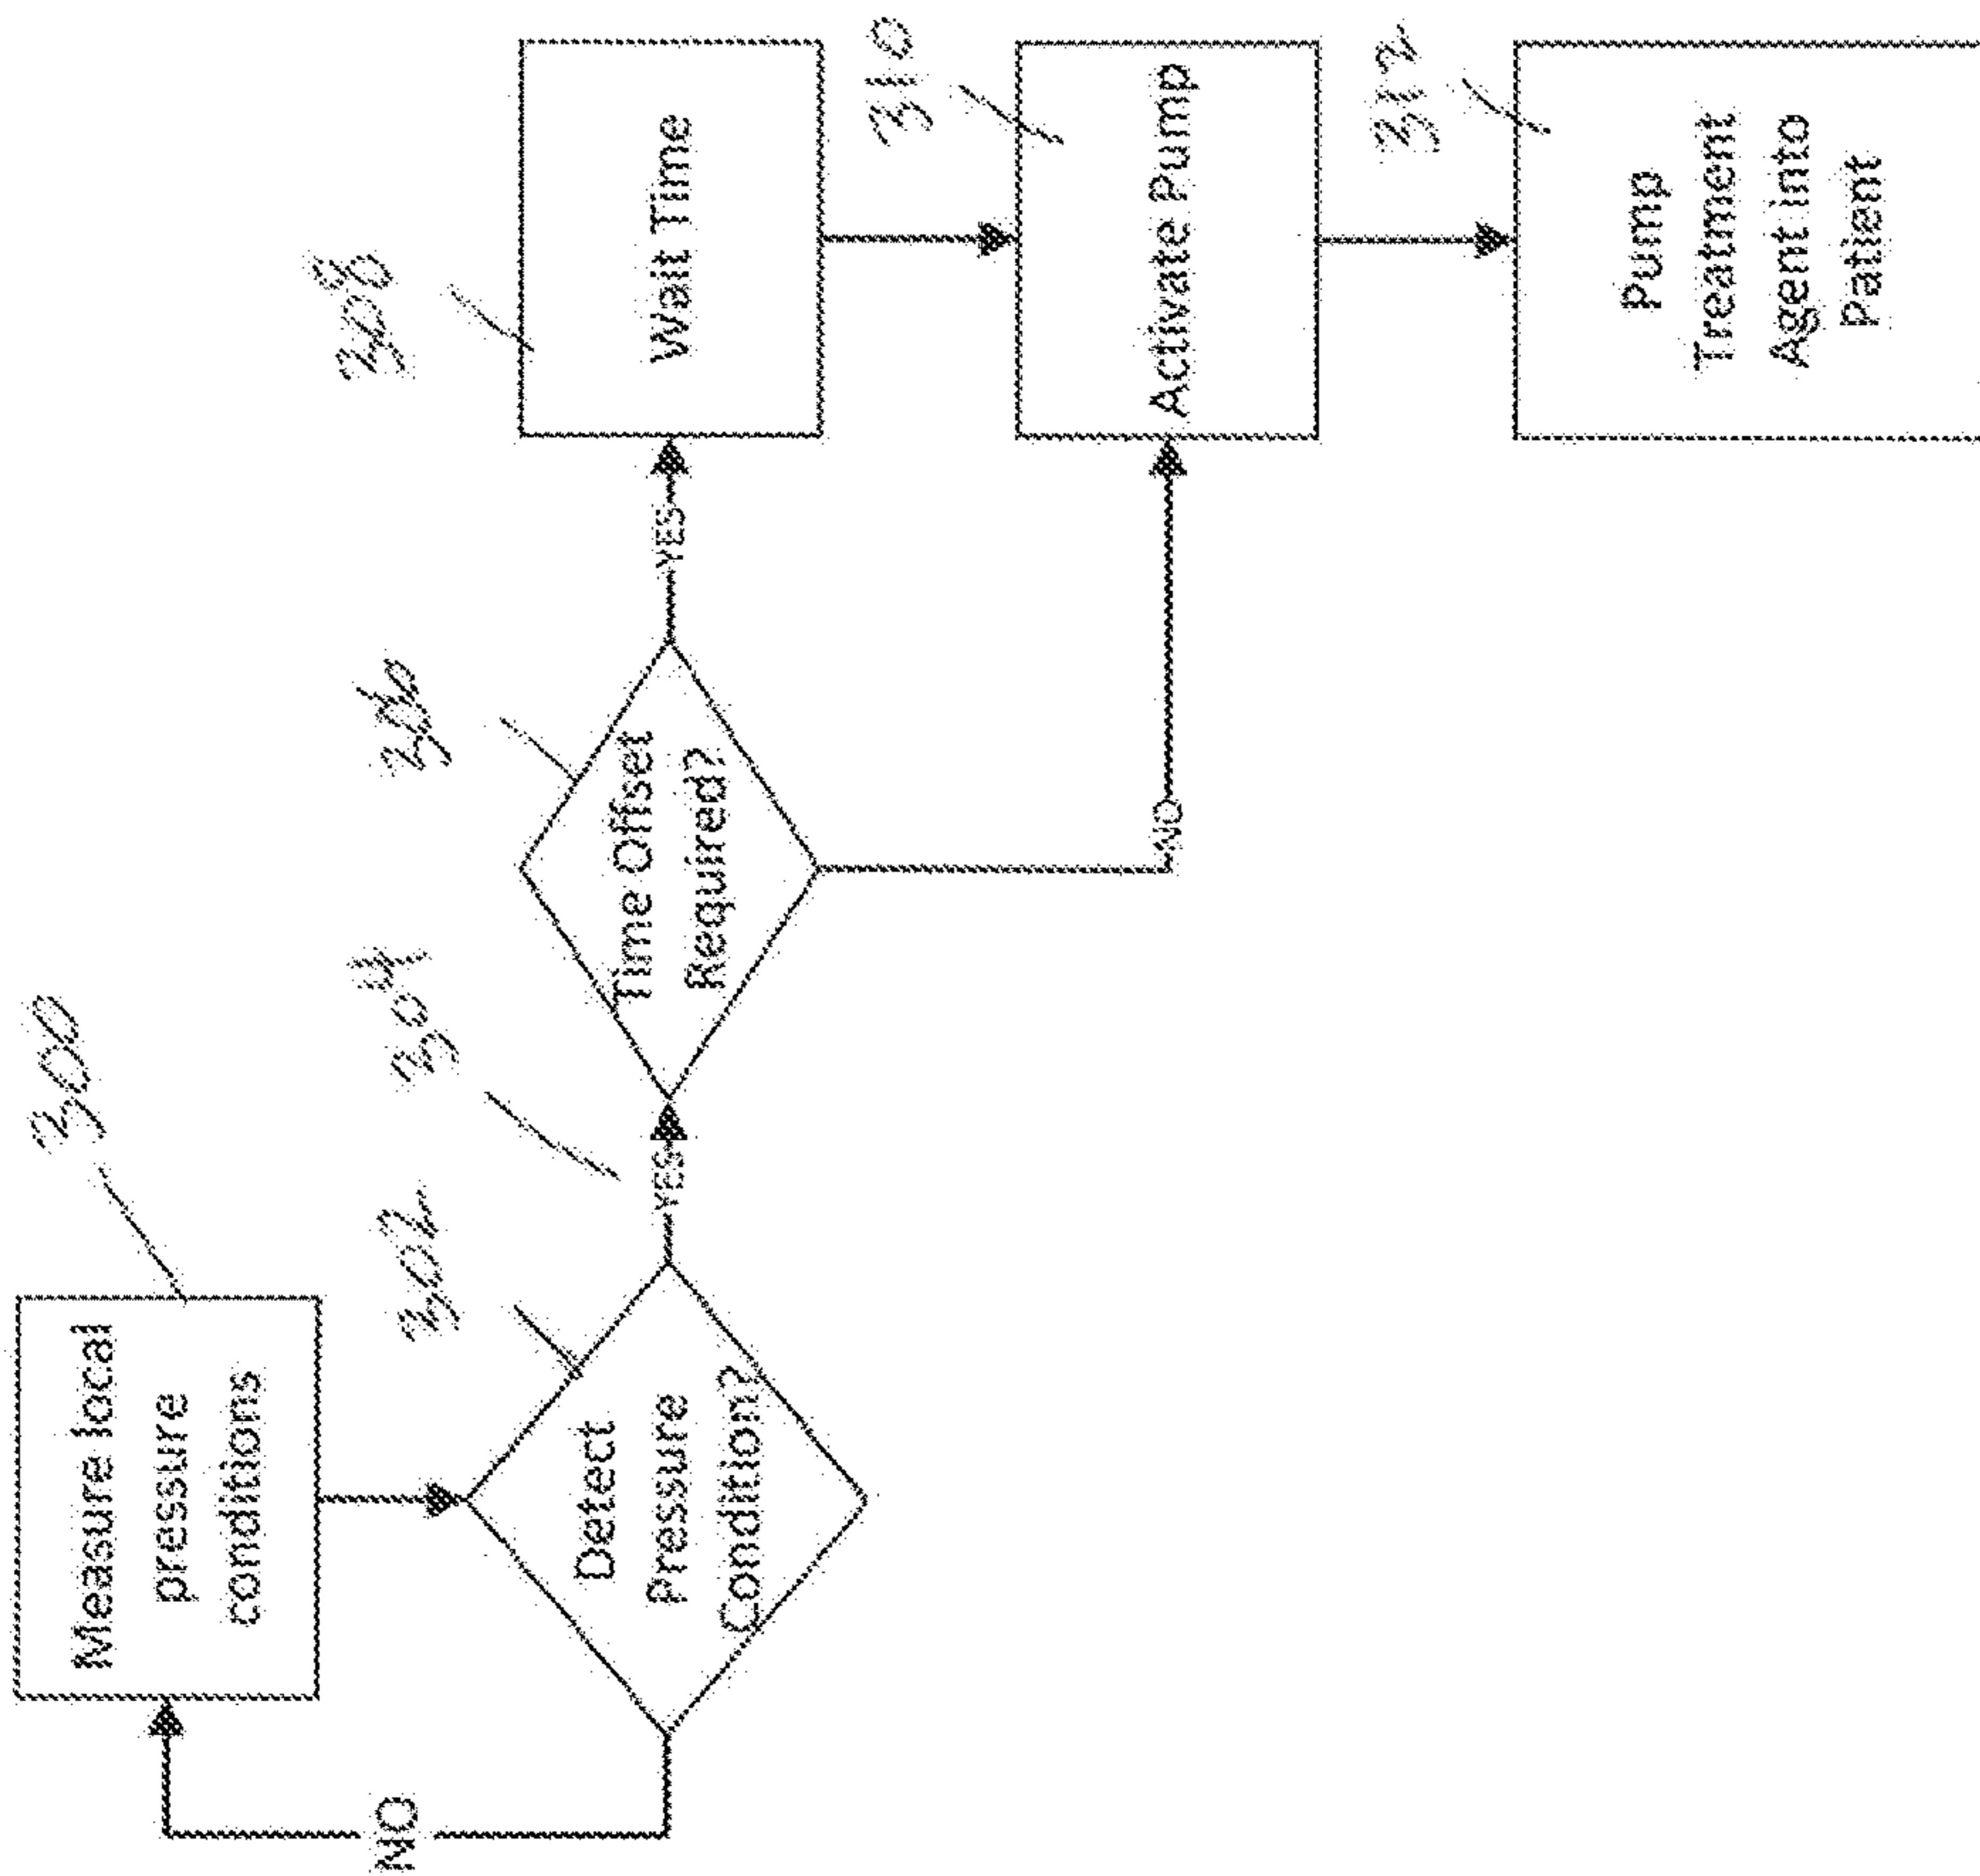 300
Measure local
pressure
conditions
NO
302
Detect
Pressure
Condition?
304
YES
306
Time Offset
Required?
YES
308
Wait Time
NO
310
Activate Pump
312
Pump
Treatment
Agent into
Patient